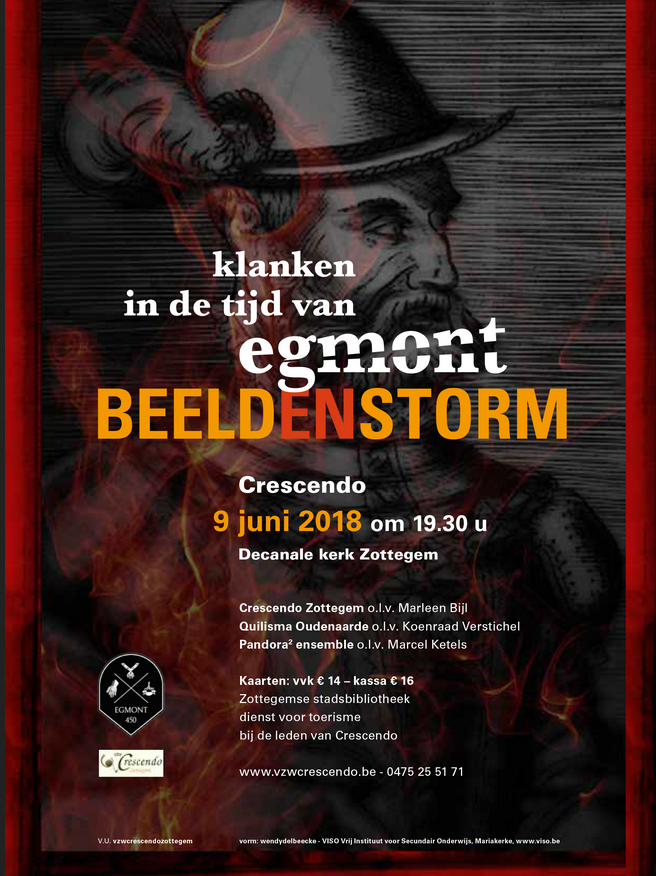 klanken
in de tijd van
egmont
BEELDENSTORM
Crescendo
9 juni 2018 om 19.30 u
Decanale kerk Zottegem
Crescendo Zottegem o.l.v. Marleen Bijl
Quilisma Oudenaarde o.l.v. Koenraad Verstichel
Pandora² ensemble o.l.v. Marcel Ketels
Kaarten: vvk € 14 – kassa € 16
Zottegemse stadsbibliotheek
dienst voor toerisme
bij de leden van Crescendo
EGMONT
450
Crescendo
www.vzwcrescendo.be - 0475 25 51 71
V.U. vzwcrescendozottegem
vorm: wendydelbeecke - VISO Vrij Instituut voor Secundair Onderwijs, Mariakerke, www.viso.be